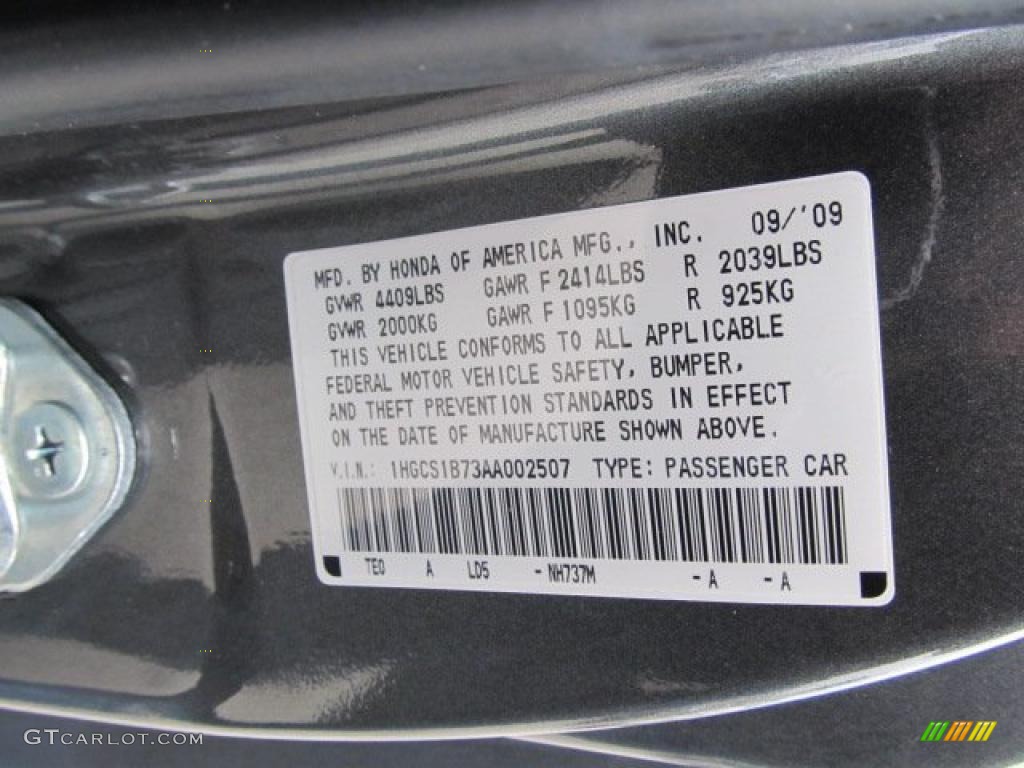 MFD. BY HONDA OF AMERICA MFG., INC. 09/'09
GVWR 4409LBS GAWR F 2414LBS R 2039LBS
GVWR 2000KG GAWR F 1095KG R 925KG
THIS VEHICLE CONFORMS TO ALL APPLICABLE
FEDERAL MOTOR VEHICLE SAFETY, BUMPER,
AND THEFT PREVENTION STANDARDS IN EFFECT
ON THE DATE OF MANUFACTURE SHOWN ABOVE.
V.I.N.: 1HGCS1B73AA002507 TYPE: PASSENGER CAR
TE0 A LD5 - NH737M - A - A
GTCARLOT.COM